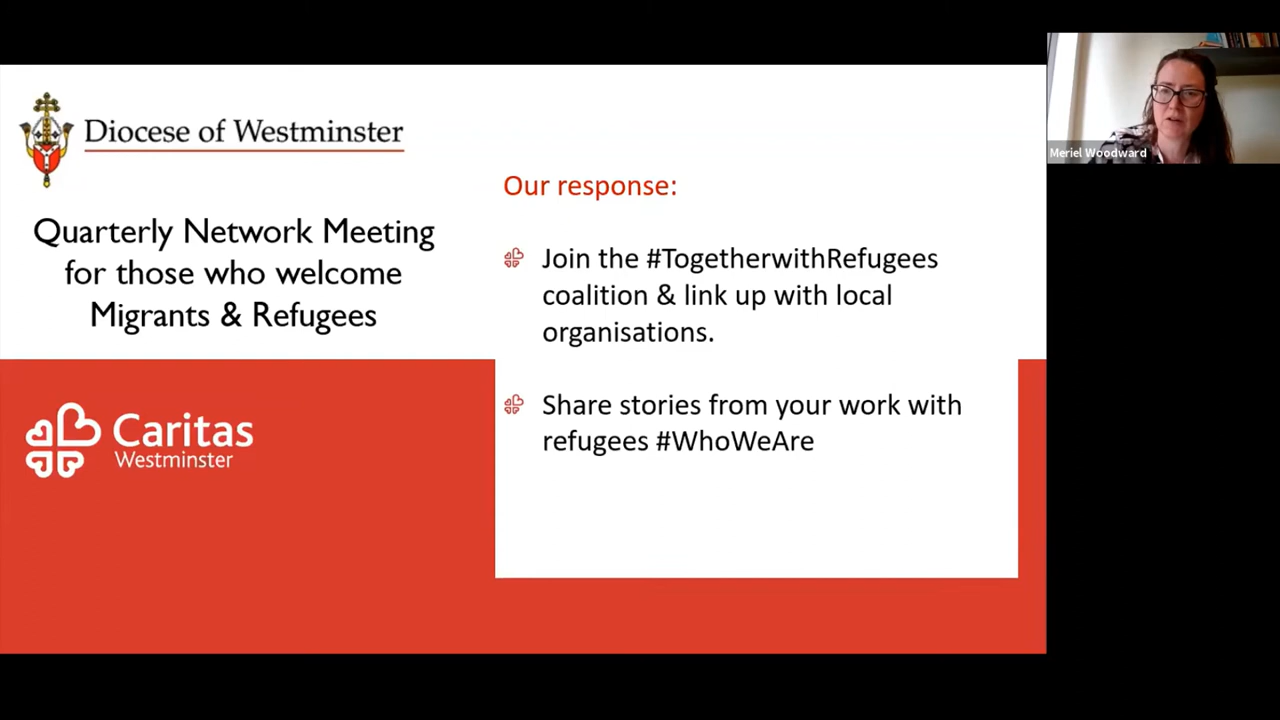 Diocese of Westminster
Quarterly Network Meeting
for those who welcome
Migrants & Refugees
Caritas
Westminster
Our response:
Join the #TogetherwithRefugees
coalition & link up with local
organisations.
Share stories from your work with
refugees #WhoWeAre
Meriel Woodward